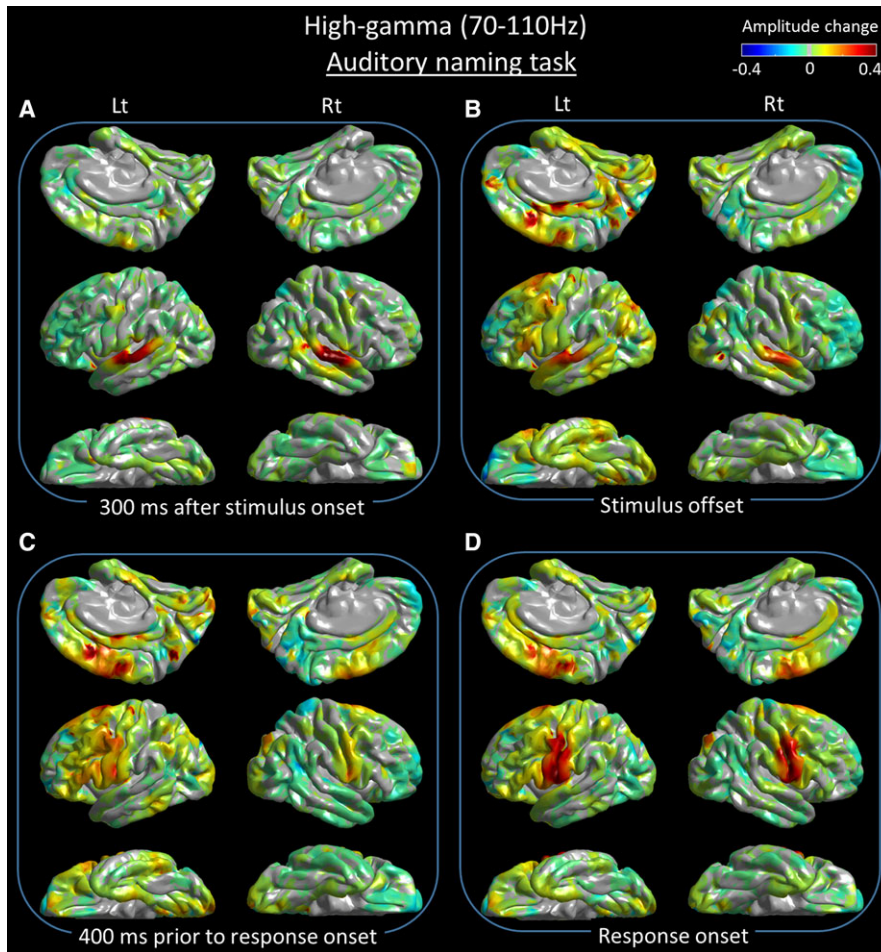 High-gamma (70-110Hz)
Auditory naming task
Amplitude change
-0.4 0 0.4
A
Lt Rt
300 ms after stimulus onset
B
Lt Rt
Stimulus offset
C
400 ms prior to response onset
D
Response onset